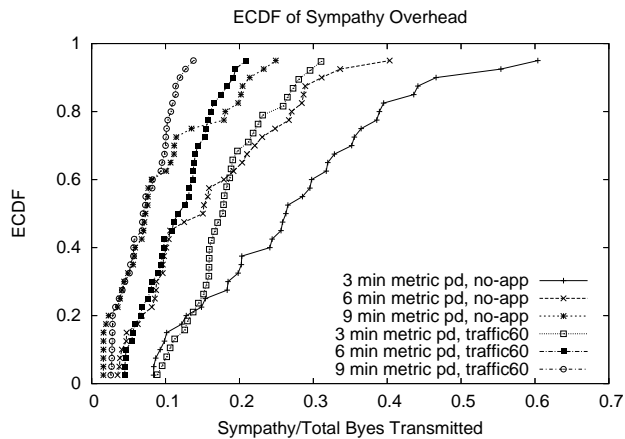 ECDF of Sympathy Overhead
1
0.8
0.6
0.4
0.2
0
ECDF
0 0.1 0.2 0.3 0.4 0.5 0.6 0.7
Sympathy/Total Byes Transmitted
3 min metric pd, no-app
6 min metric pd, no-app
9 min metric pd, no-app
3 min metric pd, traffic60
6 min metric pd, traffic60
9 min metric pd, traffic60